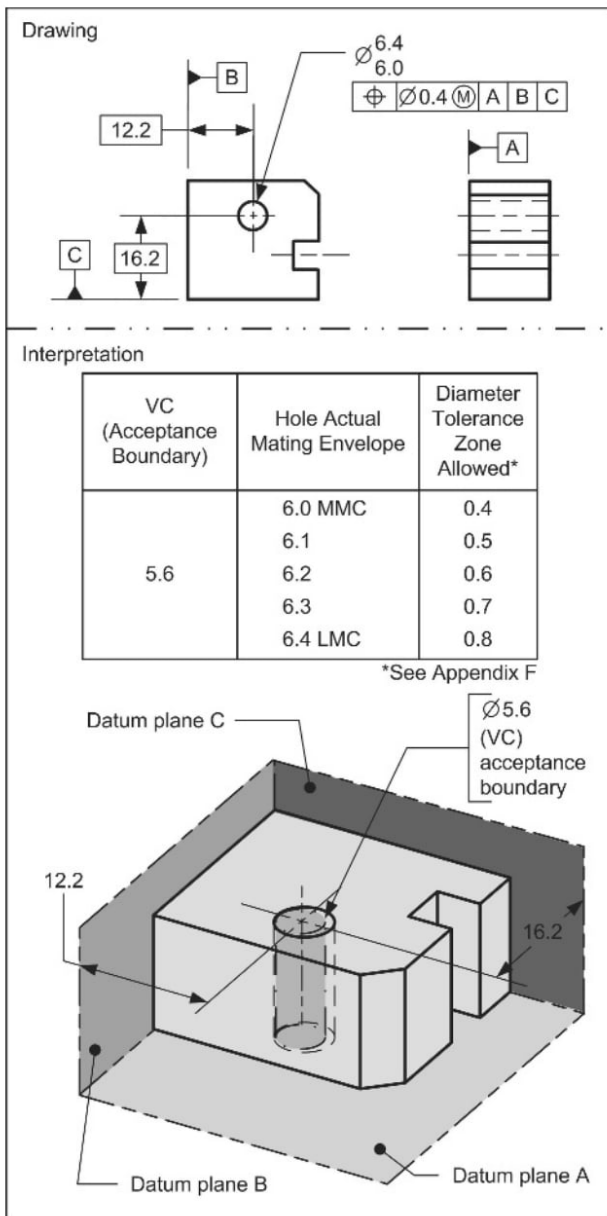 Drawing
Ø6.4
6.0
B
⌖ Ø0.4 Ⓜ A B C
12.2
A
C
16.2
Interpretation
VC
(Acceptance
Boundary)
Hole Actual
Mating Envelope
Diameter
Tolerance
Zone
Allowed*
5.6
6.0 MMC 0.4
6.1 0.5
6.2 0.6
6.3 0.7
6.4 LMC 0.8
*See Appendix F
Datum plane C
Ø5.6
(VC)
acceptance
boundary
12.2
16.2
Datum plane B
Datum plane A